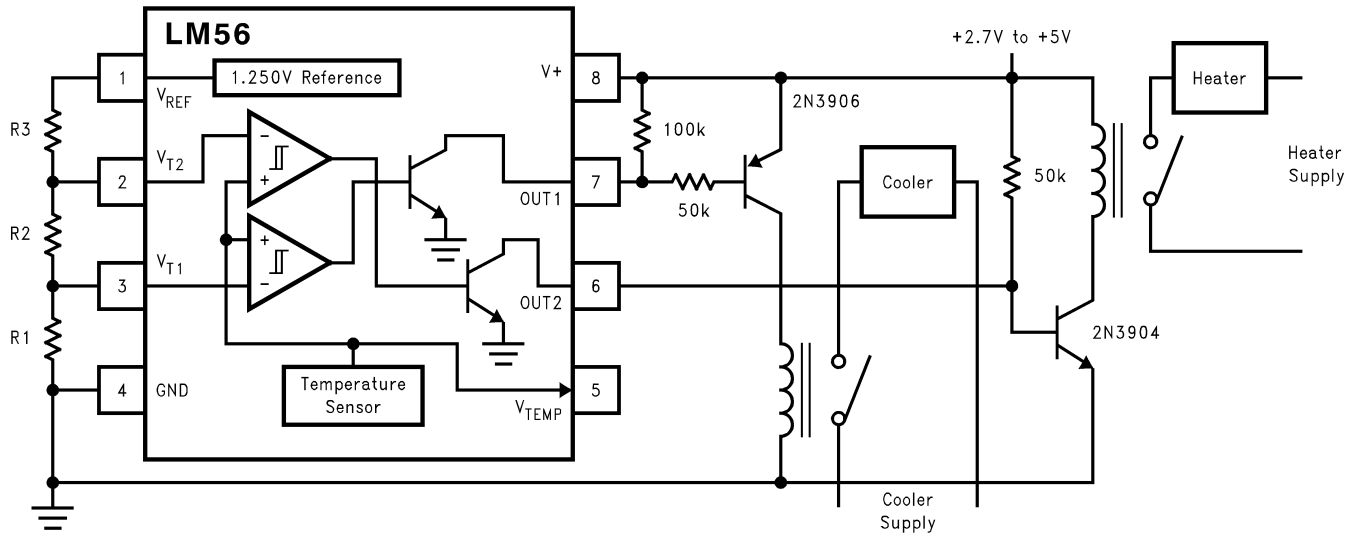 LM56
+2.7V to +5V
1
1.250V Reference
V+
8
Heater
VREF
2N3906
R3
100k
VT2
Heater
Supply
2
7
50k
Cooler
50k
OUT1
R2
VT1
3
OUT2
6
R1
2N3904
4
GND
Temperature
Sensor
5
VTEMP
Cooler
Supply